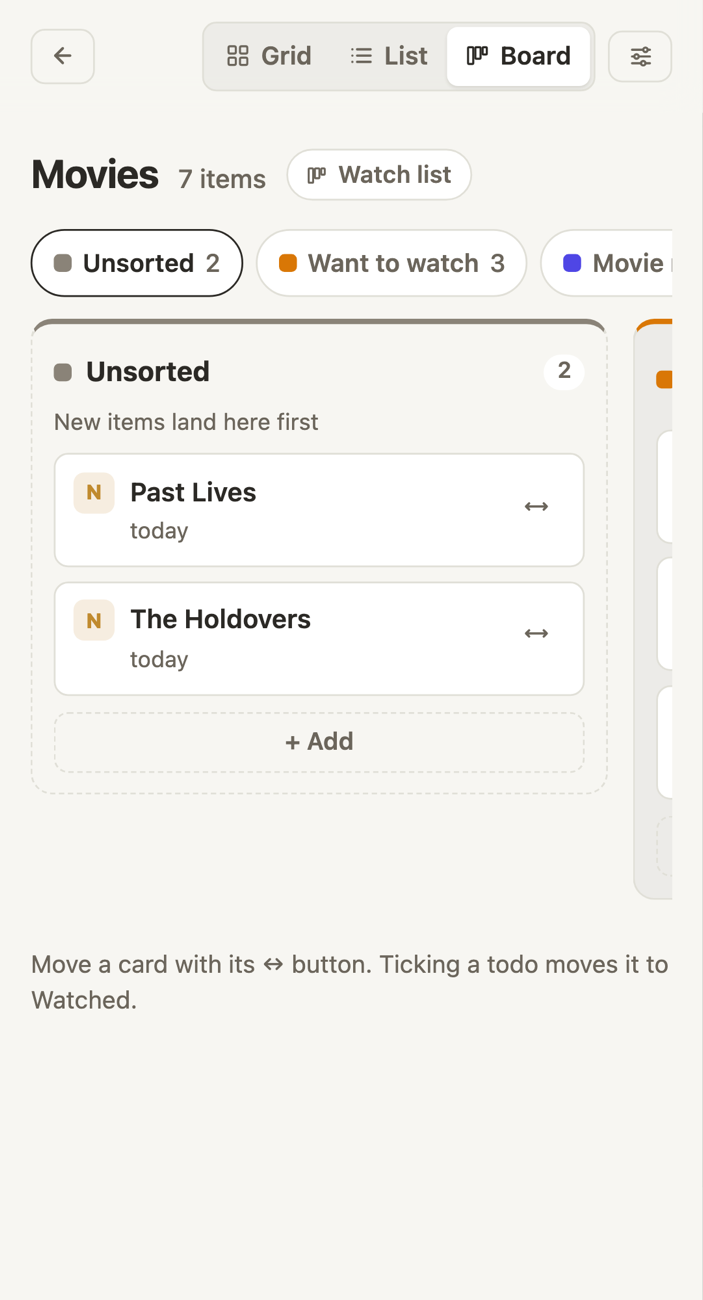 Grid List Board
Movies 7 items Watch list
Unsorted 2 Want to watch 3 Movie
Unsorted 2
New items land here first
N Past Lives ↔
today
N The Holdovers ↔
today
+ Add
Move a card with its ↔ button. Ticking a todo moves it to
Watched.